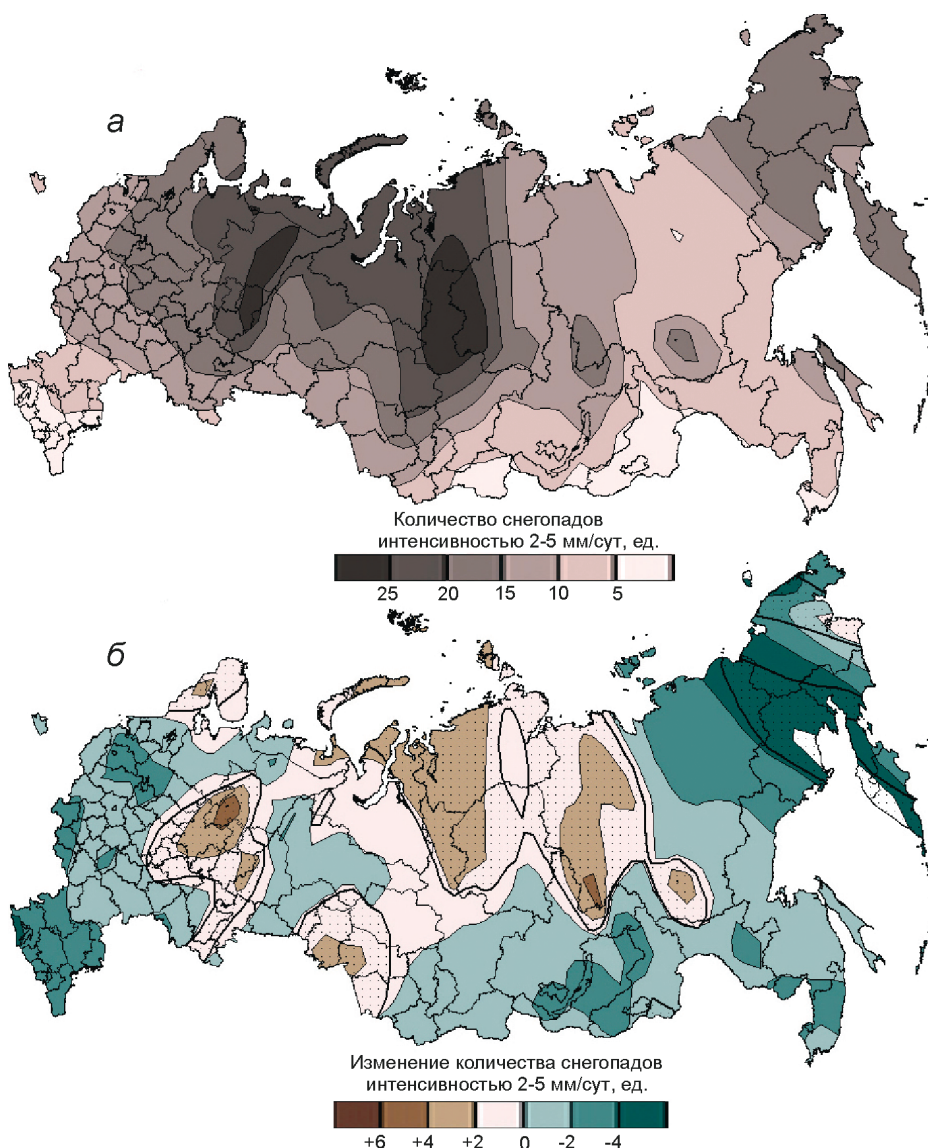 а
Количество снегопадов
интенсивностью 2-5 мм/сут, ед.
25 20 15 10 5
б
Изменение количества снегопадов
интенсивностью 2-5 мм/сут, ед.
+6 +4 +2 0 -2 -4